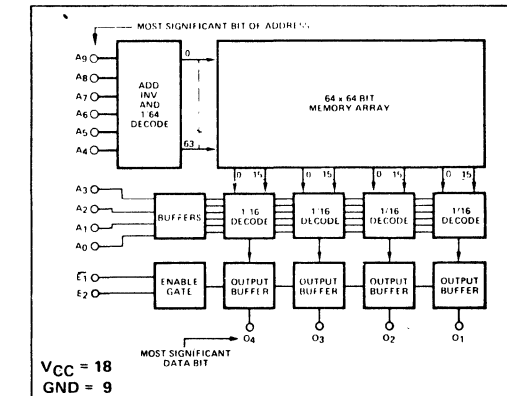 MOST SIGNIFICANT BIT OF ADDRESS
A9
A8
A7
A6
A5
A4
ADD
INV
AND
1/64
DECODE
0
63
64 x 64 BIT
MEMORY ARRAY
0 15 0 15 0 15 0 15
A3
A2
A1
A0
BUFFERS
1/16
DECODE
1/16
DECODE
1/16
DECODE
1/16
DECODE
E1
E2
ENABLE
GATE
OUTPUT
BUFFER
OUTPUT
BUFFER
OUTPUT
BUFFER
OUTPUT
BUFFER
O4 O3 O2 O1
MOST SIGNIFICANT
DATA BIT
VCC = 18
GND = 9